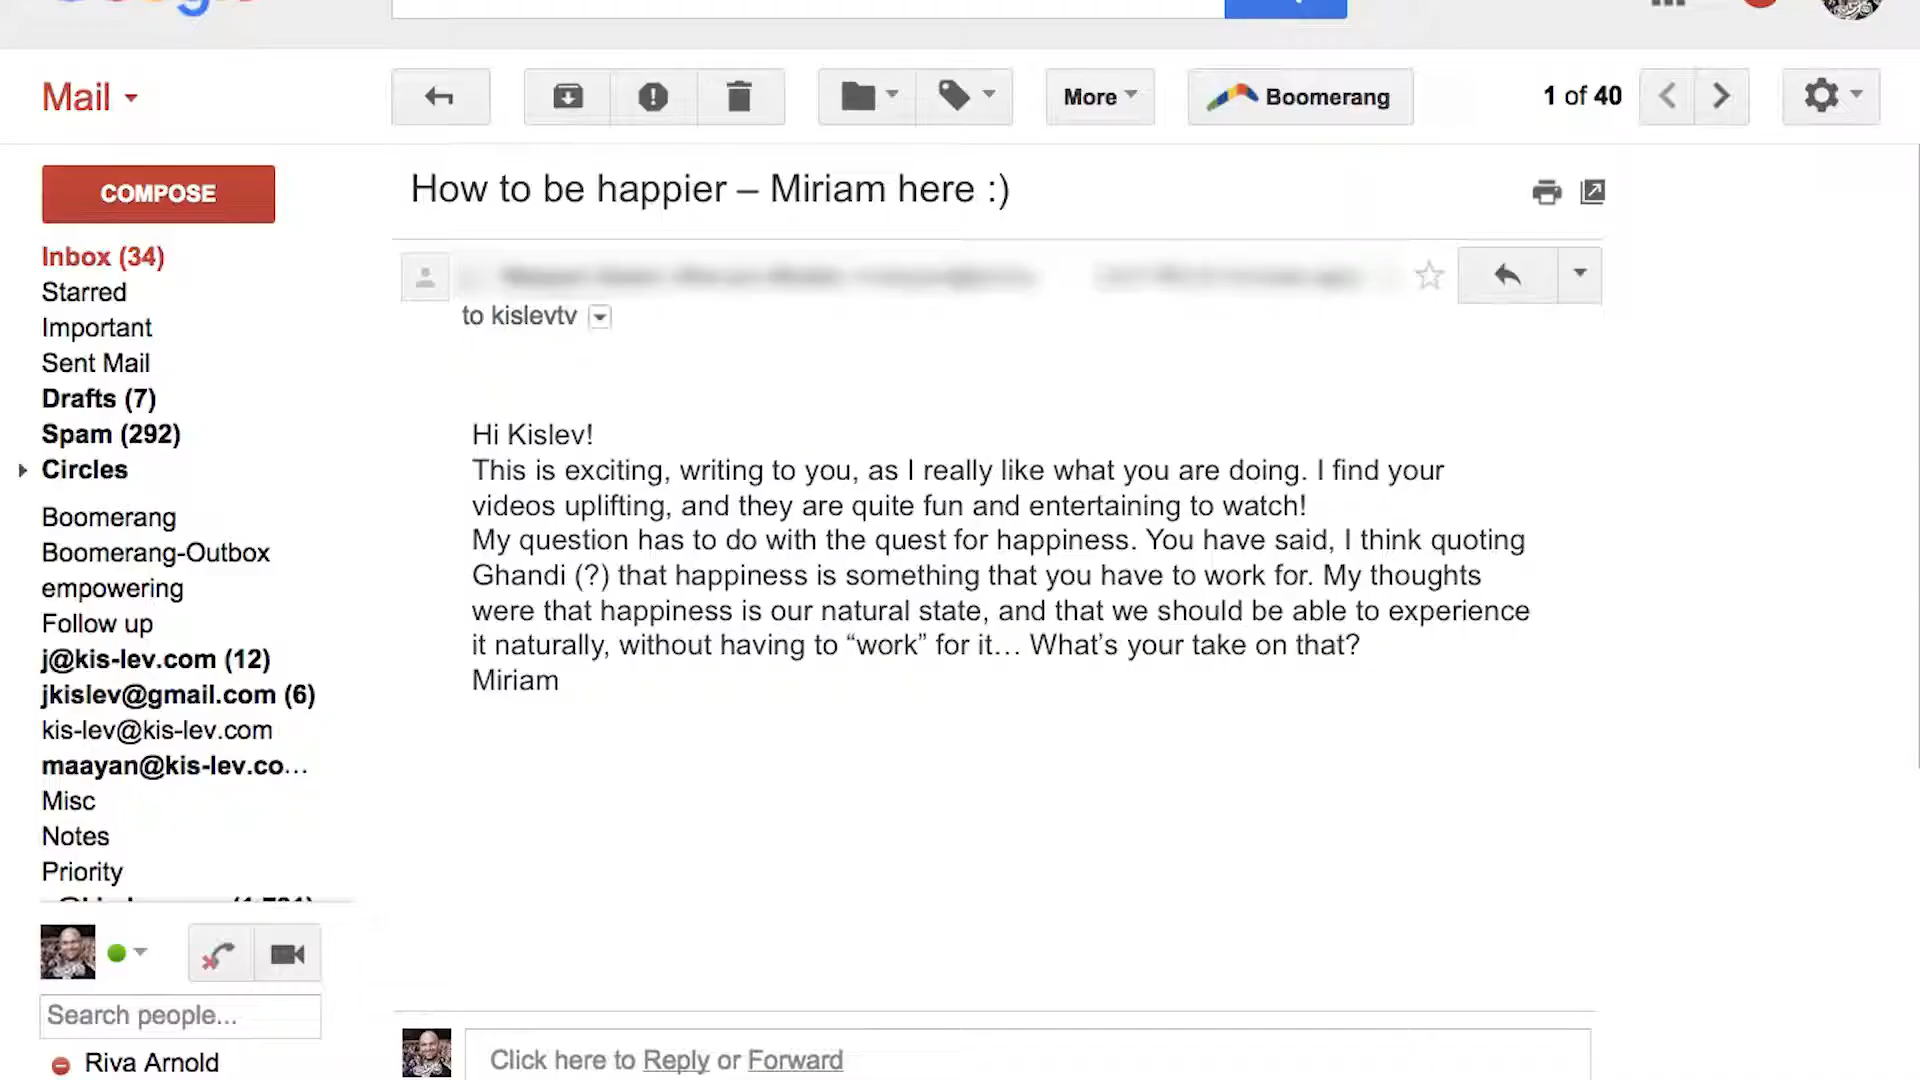 Mail
More
Boomerang
1 of 40
COMPOSE
How to be happier – Miriam here :)
Inbox (34)
Starred
Important
Sent Mail
Drafts (7)
Spam (292)
Circles
Boomerang
Boomerang-Outbox
empowering
Follow up
j@kis-lev.com (12)
jkislev@gmail.com (6)
kis-lev@kis-lev.com
maayan@kis-lev.co...
Misc
Notes
Priority
to kislevtv
Hi Kislev!
This is exciting, writing to you, as I really like what you are doing. I find your
videos uplifting, and they are quite fun and entertaining to watch!
My question has to do with the quest for happiness. You have said, I think quoting
Ghandi (?) that happiness is something that you have to work for. My thoughts
were that happiness is our natural state, and that we should be able to experience
it naturally, without having to “work” for it… What’s your take on that?
Miriam
Search people...
Riva Arnold
Click here to Reply or Forward